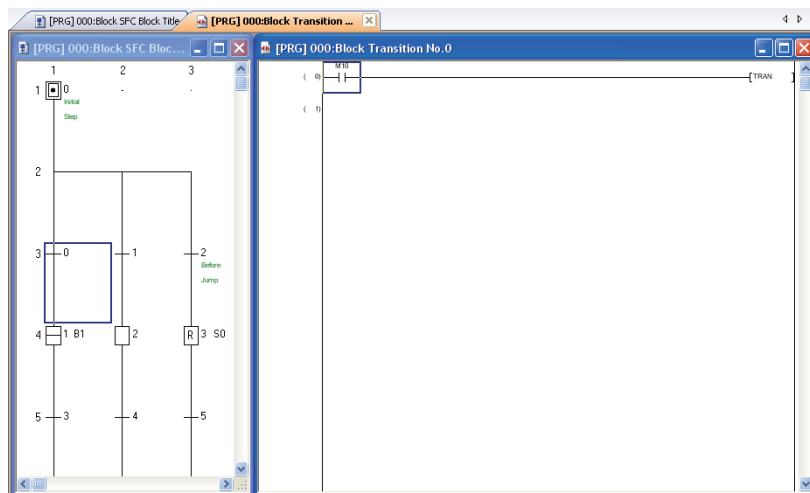 [PRG] 000:Block SFC Block Title
[PRG] 000:Block Transition ...
[PRG] 000:Block SFC Bloc...
1 2 3
1 0
Initial
Step
2
3 0 1 2
Before
Jump
4 1 B1 2 R 3 S0
5 3 4 5
[PRG] 000:Block Transition No.0
M10
( 0) [TRAN ]
( 1)